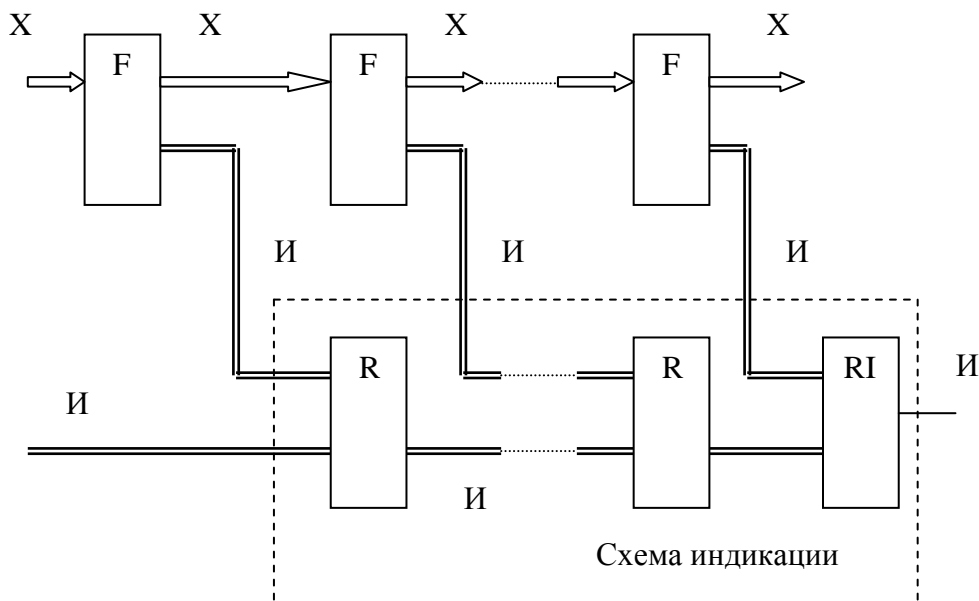 X X X X
F F F
И И И
R R RI
И И
И
Схема индикации